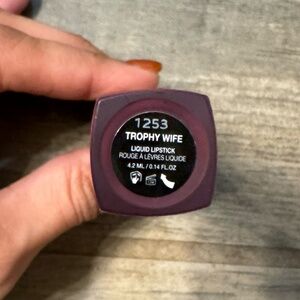 1253
TROPHY WIFE
LIQUID LIPSTICK
ROUGE À LÈVRES LIQUIDE
4.2 ML / 0.14 FL.OZ